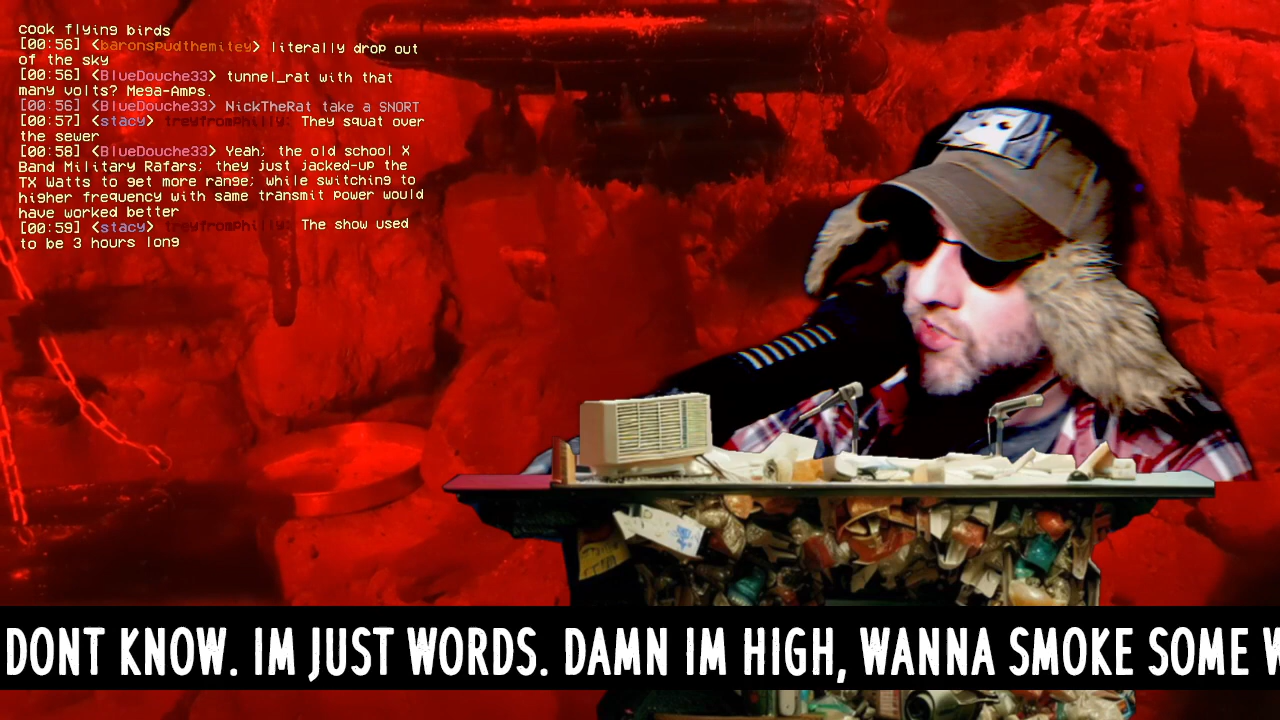 cook flying birds
[00:56] <baronspudthemitey> literally drop out
of the sky
[00:56] <BlueDouche33> tunnel_rat with that
many volts? Mega-Amps.
[00:56] <BlueDouche33> NickTheRat take a SNORT
[00:57] <stacy> treyfromphilly: They squat over
the sewer
[00:58] <BlueDouche33> Yeah; the old school X
Band Military Rafars; they just jacked-up the
TX Watts to get more range; while switching to
higher frequency with same transmit power would
have worked better
[00:59] <stacy> treyfromphilly: The show used
to be 3 hours long
DONT KNOW. IM JUST WORDS. DAMN IM HIGH, WANNA SMOKE SOME W